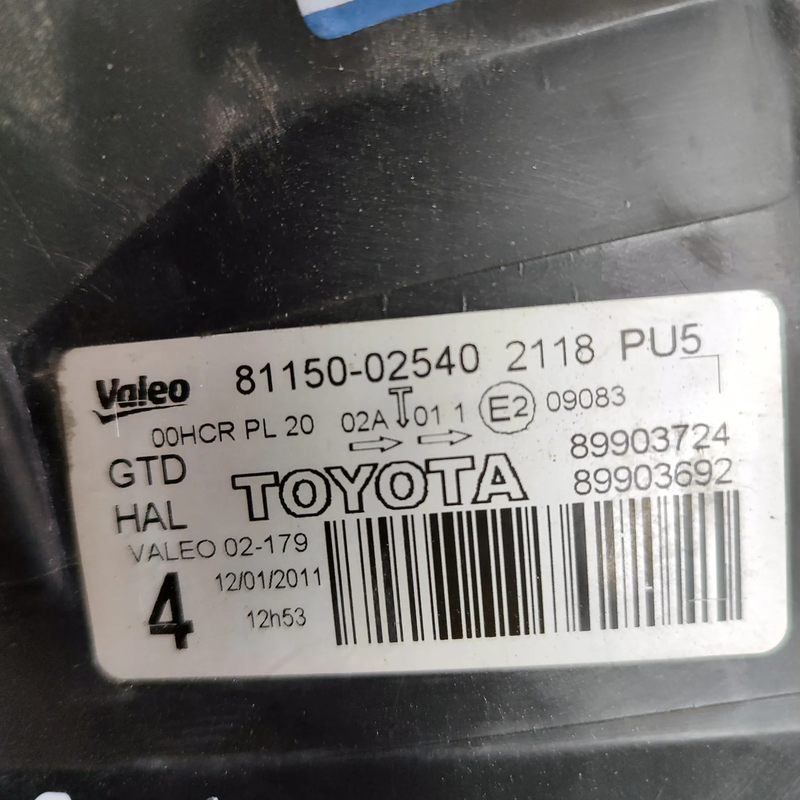 Valeo 81150-02540 2118 PU5
00HCR PL 20 02A 01 1 E2 09083
GTD 89903724
TOYOTA 89903692
HAL
VALEO 02-179
4 12/01/2011
12h53